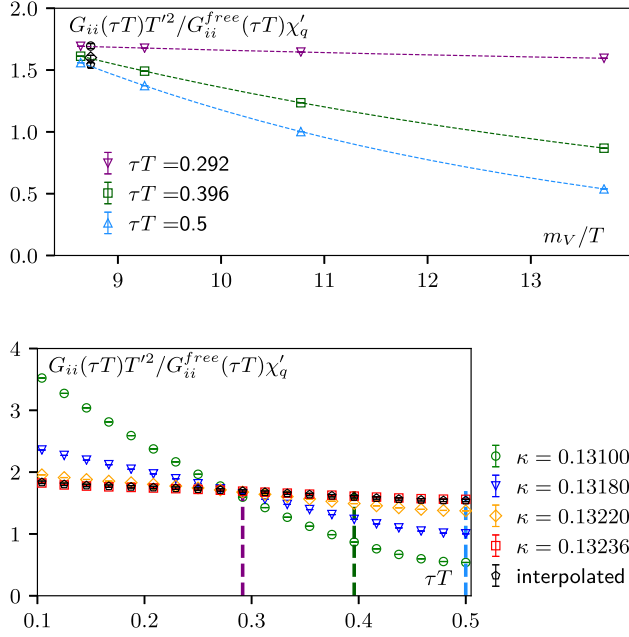 G_{ii}(τT)T′²/G_{ii}^{free}(τT)χ′_q
2.0
1.5
1.0
0.5
0.0
τT =0.292
τT =0.396
τT =0.5
m_V/T
9 10 11 12 13
G_{ii}(τT)T′²/G_{ii}^{free}(τT)χ′_q
4
3
2
1
0
κ = 0.13100
κ = 0.13180
κ = 0.13220
κ = 0.13236
interpolated
τT
0.1 0.2 0.3 0.4 0.5